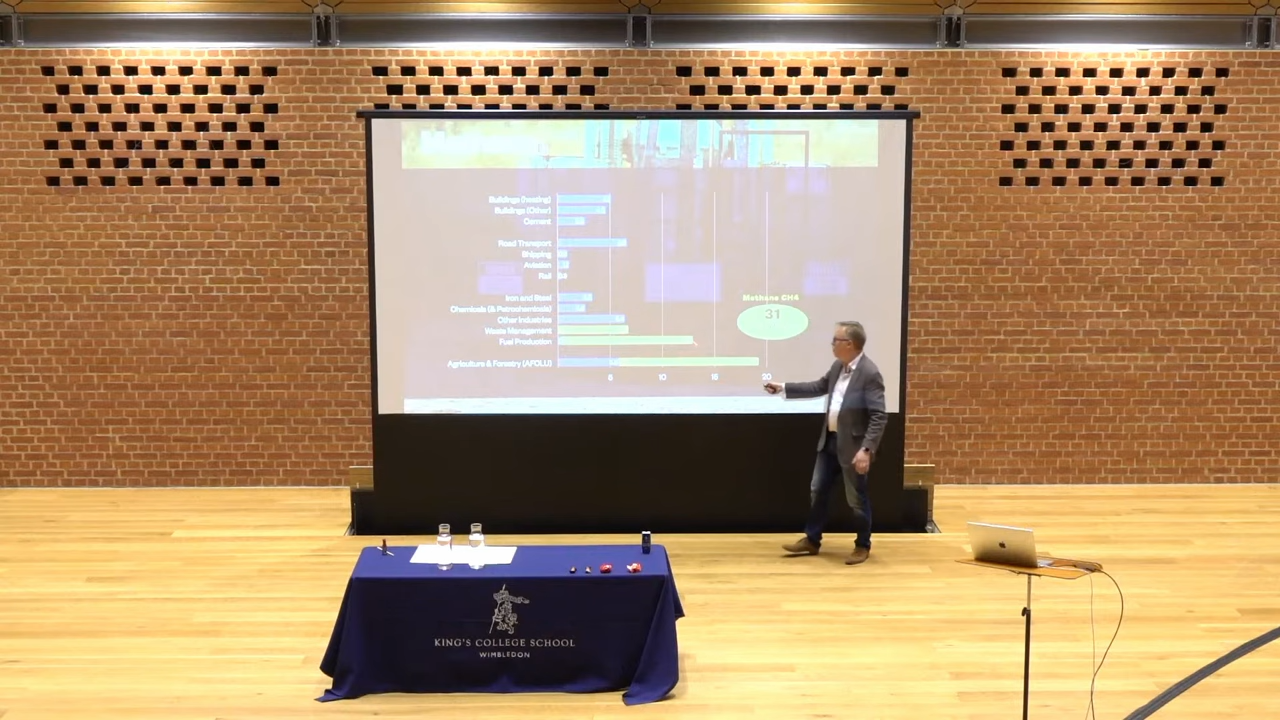 Buildings (heating)
Buildings (Other)
Cement
Road Transport
Shipping
Aviation
Rail
Iron and Steel
Chemicals (& Petrochemicals)
Other Industries
Waste Management
Fuel Production
Agriculture & Forestry (AFOLU)
5
10
15
20
Methane CH4
31
KING'S COLLEGE SCHOOL
WIMBLEDON